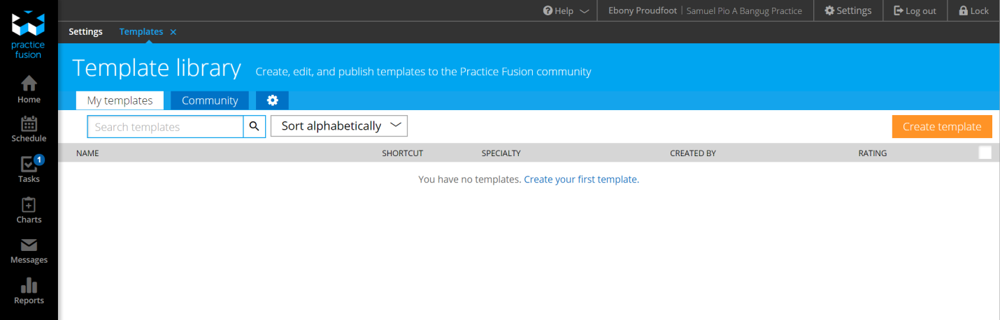 Help
Ebony Proudfoot | Samuel Pio A Bangug Practice
Settings
Log out
Lock
practice
fusion
Settings
Templates ×
Template library
Create, edit, and publish templates to the Practice Fusion community
My templates
Community
Search templates
Sort alphabetically
Create template
NAME SHORTCUT SPECIALTY CREATED BY RATING
You have no templates. Create your first template.
Home
Schedule
1
Tasks
Charts
Messages
Reports